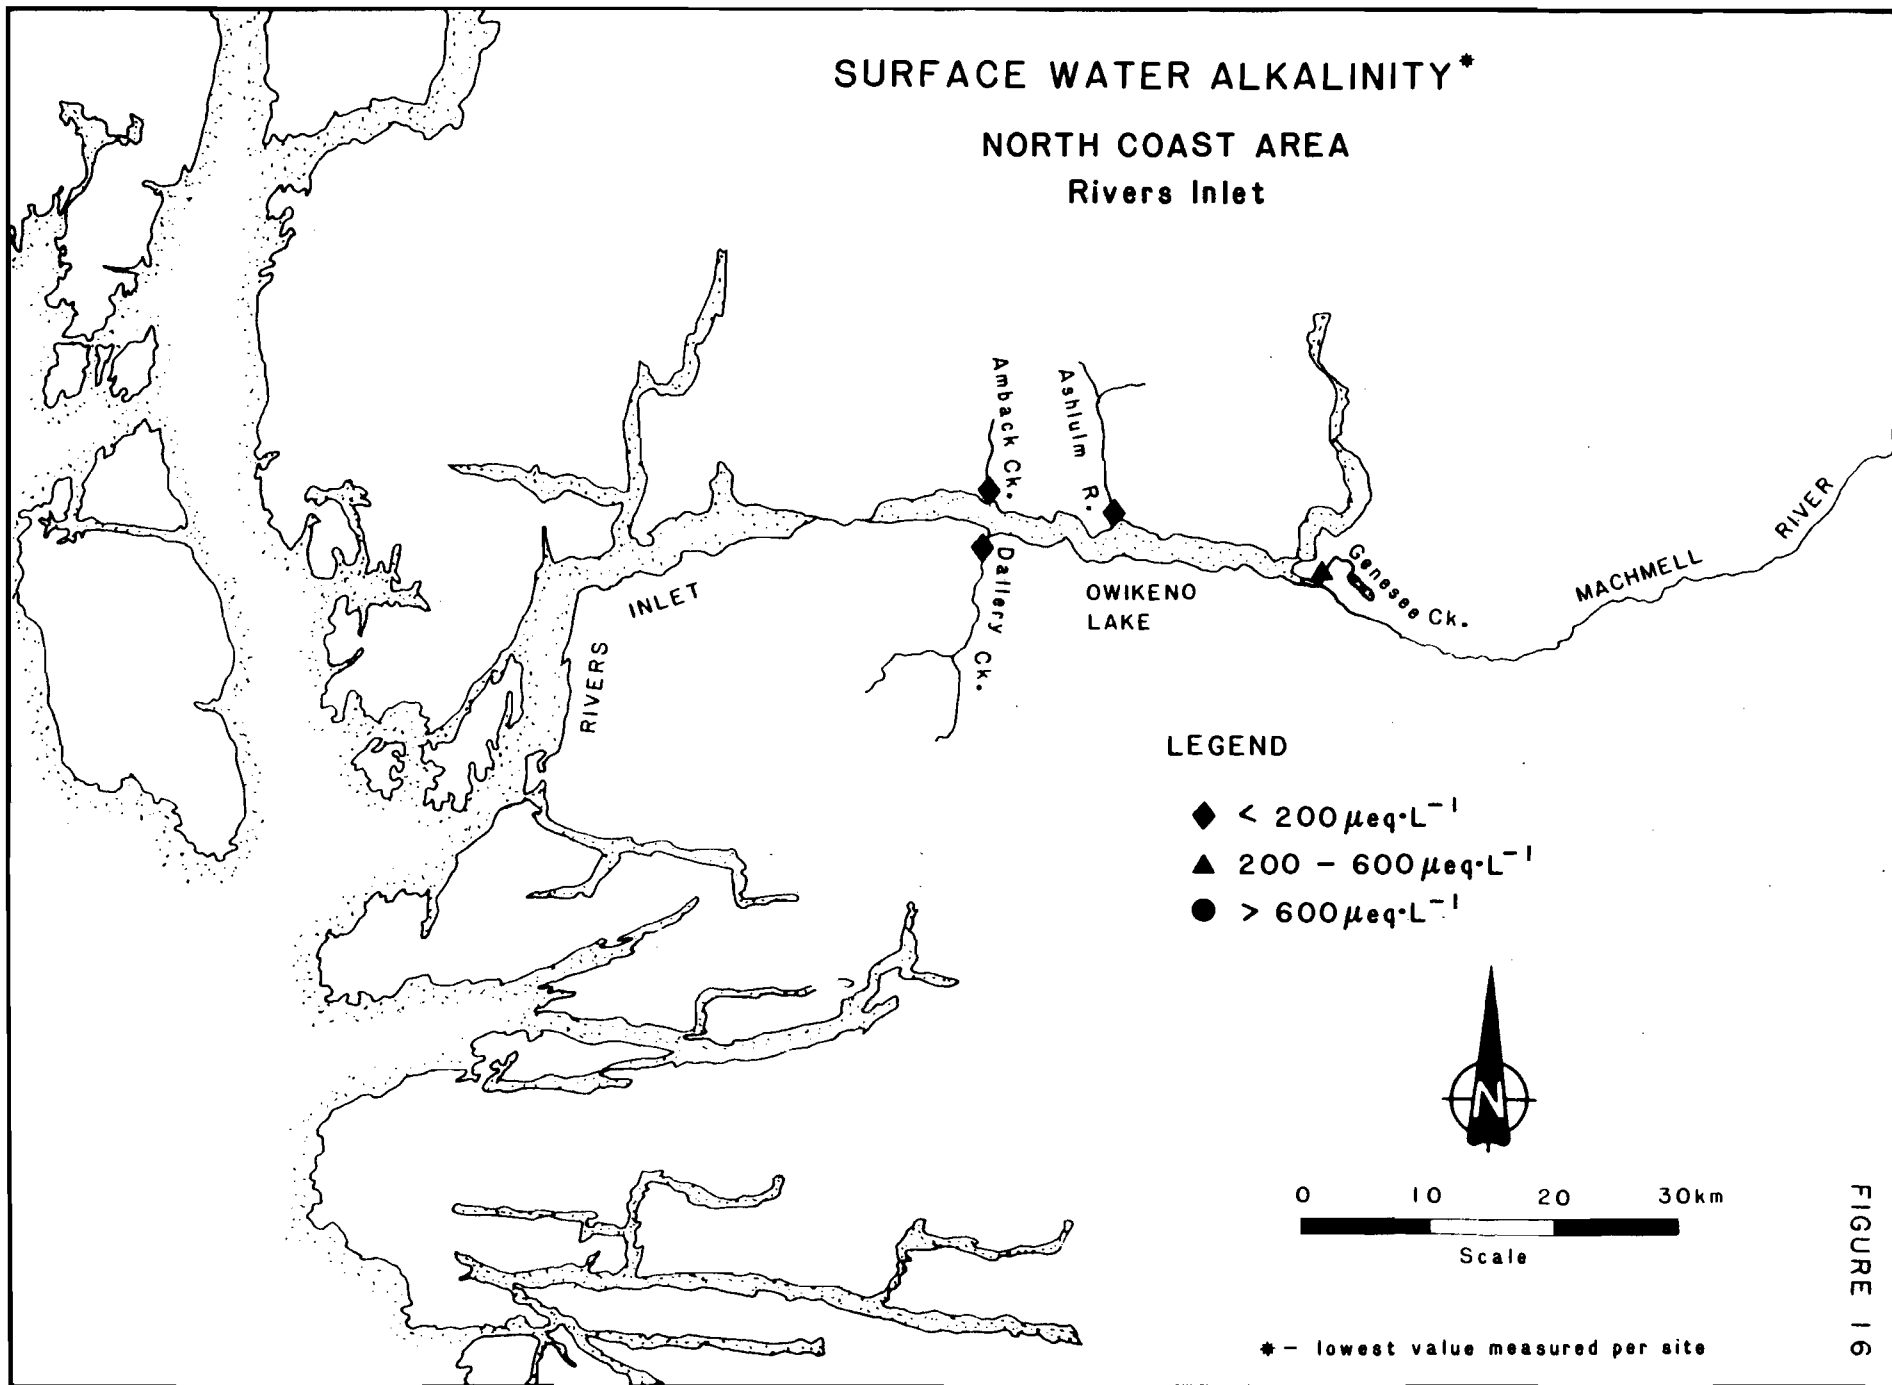 SURFACE WATER ALKALINITY*
NORTH COAST AREA
Rivers Inlet
Amback Ck.
Ashlulm R.
Dallery Ck.
Genesee Ck.
OWIKENO
LAKE
MACHMELL RIVER
RIVERS INLET
LEGEND
◆ < 200 μeq·L⁻¹
▲ 200 – 600 μeq·L⁻¹
● > 600 μeq·L⁻¹
N
0 10 20 30km
Scale
* – lowest value measured per site
FIGURE 16